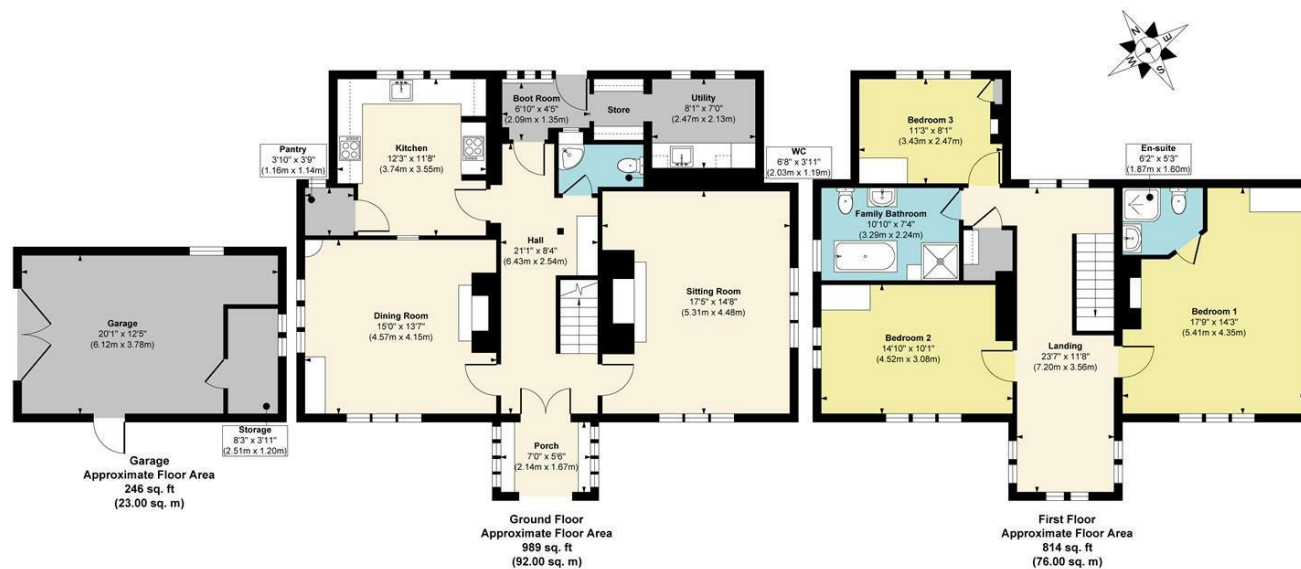 N
E
S
W
Kitchen
12'3" x 11'8"
(3.74m x 3.55m)
Boot Room
6'10" x 4'5"
(2.09m x 1.35m)
Store
Utility
8'1" x 7'0"
(2.47m x 2.13m)
Pantry
3'10" x 3'9"
(1.16m x 1.14m)
WC
6'8" x 3'11"
(2.03m x 1.19m)
Hall
21'1" x 8'4"
(6.43m x 2.54m)
Dining Room
15'0" x 13'7"
(4.57m x 4.15m)
Sitting Room
17'5" x 14'8"
(5.31m x 4.48m)
Porch
7'0" x 5'6"
(2.14m x 1.67m)
Garage
20'1" x 12'5"
(6.12m x 3.78m)
Storage
8'3" x 3'11"
(2.51m x 1.20m)
Garage
Approximate Floor Area
246 sq. ft
(23.00 sq. m)
Ground Floor
Approximate Floor Area
989 sq. ft
(92.00 sq. m)
Bedroom 3
11'3" x 8'1"
(3.43m x 2.47m)
En-suite
6'2" x 5'3"
(1.87m x 1.60m)
Family Bathroom
10'10" x 7'4"
(3.29m x 2.24m)
Bedroom 2
14'10" x 10'1"
(4.52m x 3.08m)
Landing
23'7" x 11'8"
(7.20m x 3.56m)
Bedroom 1
17'9" x 14'3"
(5.41m x 4.35m)
First Floor
Approximate Floor Area
814 sq. ft
(76.00 sq. m)